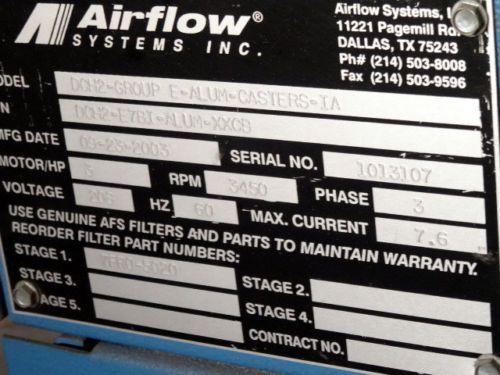 Airflow®
SYSTEMS INC.
Airflow Systems, I
11221 Pagemill Rd.
DALLAS, TX 75243
Ph# (214) 503-8008
Fax (214) 503-9596
MODEL DCH2-GROUP E-ALUM-CASTERS-IA
N DCH2-E7BI-ALUM-XXCB
MFG DATE 09-23-2003 SERIAL NO. 1013107
MOTOR/HP 3 RPM 3450 PHASE 3
VOLTAGE 208 HZ 60 MAX. CURRENT 7.6
USE GENUINE AFS FILTERS AND PARTS TO MAINTAIN WARRANTY.
REORDER FILTER PART NUMBERS:
STAGE 1. STAGE 2.
STAGE 3. STAGE 4.
STAGE 5. CONTRACT NO.